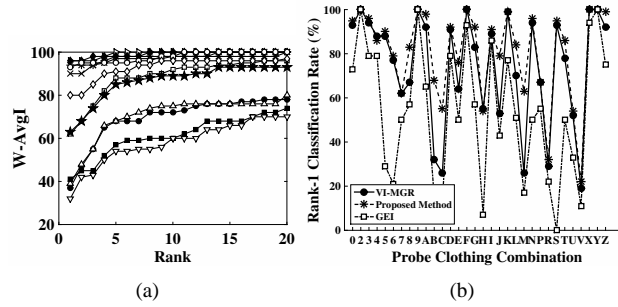 W-AvgI
100
80
60
40
20
0
5
10
15
20
Rank
(a)
Rank-1 Classification Rate (%)
100
80
60
40
20
0
VI-MGR
Proposed Method
GEI
0 2 3 4 5 6 7 8 9 A B C D E F G H I J K L M N P R S T U V X Y Z
Probe Clothing Combination
(b)